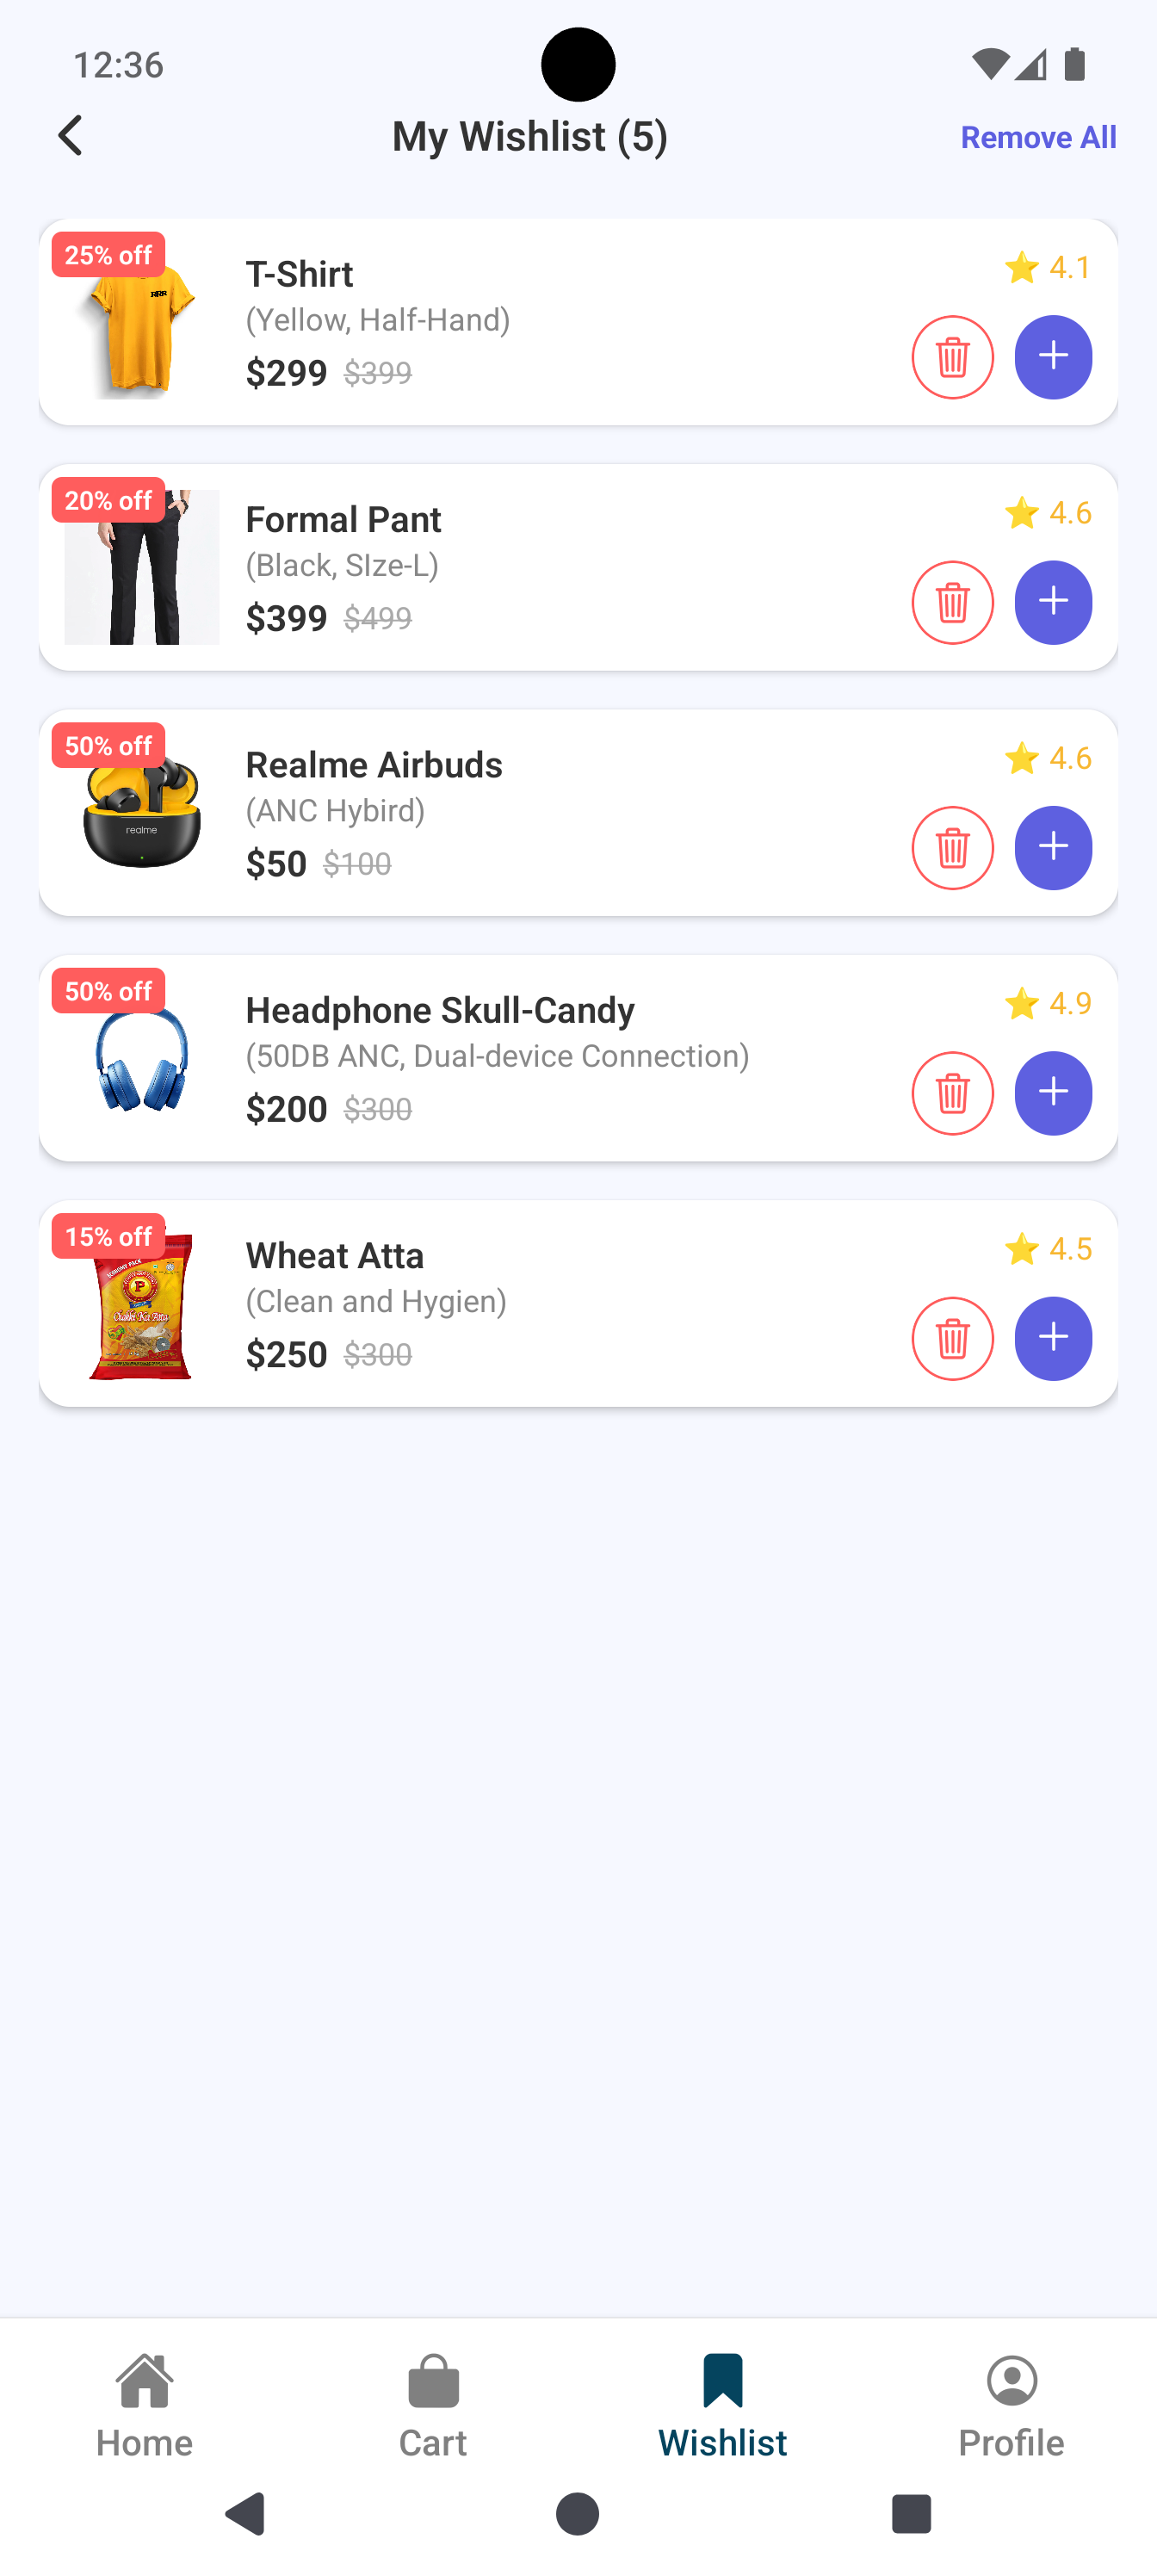 12:36
My Wishlist (5)
Remove All
25% off
T-Shirt
4.1
(Yellow, Half-Hand)
$299 $399
20% off
Formal Pant
4.6
(Black, SIze-L)
$399 $499
50% off
Realme Airbuds
4.6
(ANC Hybird)
realme
$50 $100
50% off
Headphone Skull-Candy
4.9
(50DB ANC, Dual-device Connection)
$200 $300
15% off
Wheat Atta
4.5
(Clean and Hygien)
P
$250 $300
Home
Cart
Wishlist
Profile